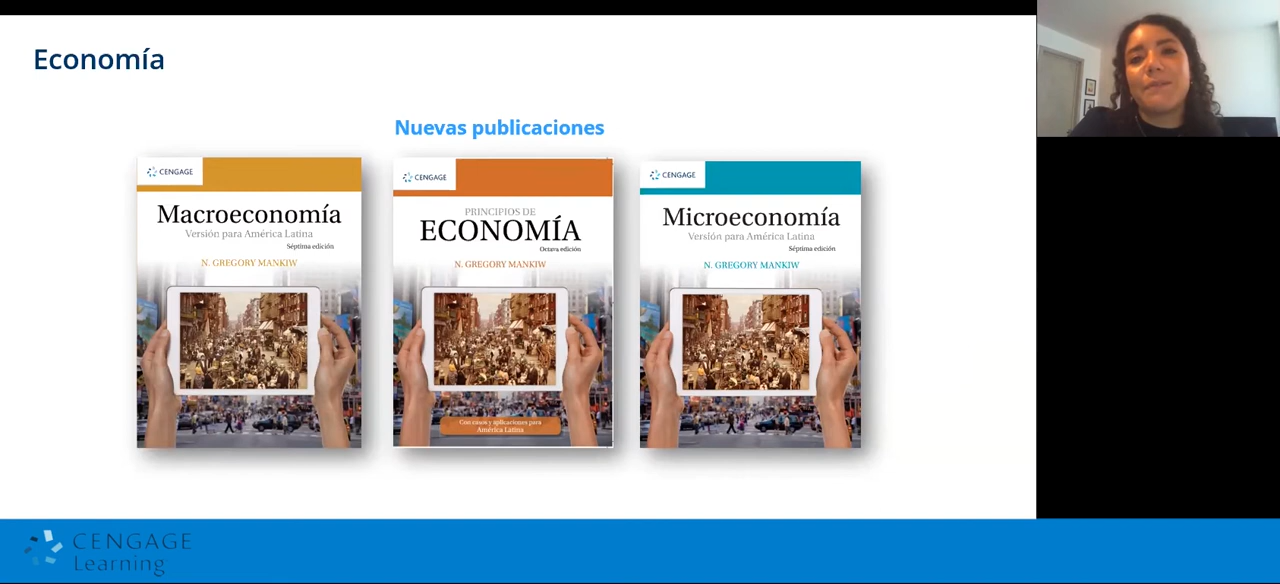 Economía
Nuevas publicaciones
CENGAGE
Macroeconomía
Versión para América Latina
Séptima edición
N. GREGORY MANKIW
CENGAGE
PRINCIPIOS DE
ECONOMÍA
Octava edición
N. GREGORY MANKIW
Con casos y aplicaciones para
América Latina
CENGAGE
Microeconomía
Versión para América Latina
Séptima edición
N. GREGORY MANKIW
CENGAGE
Learning